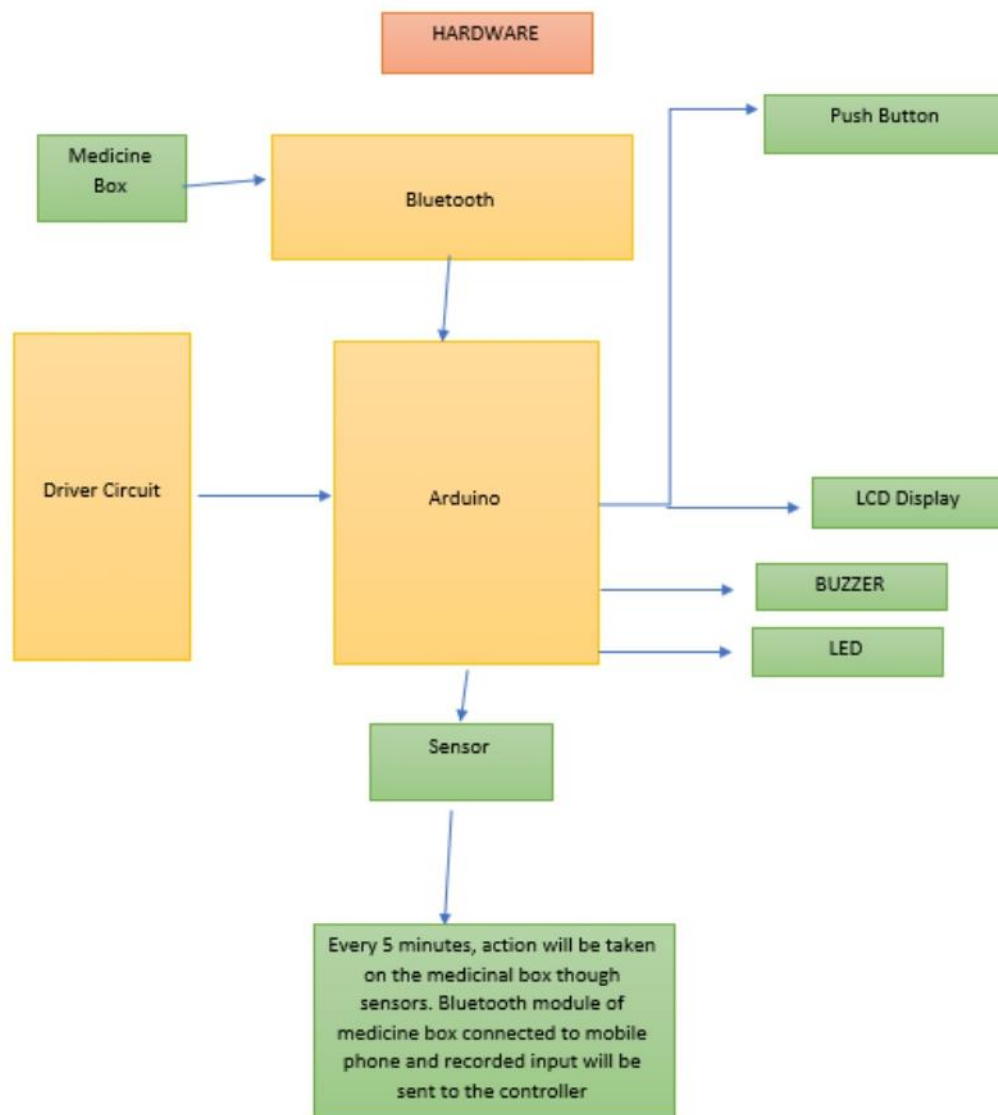 HARDWARE
Push Button
Medicine
Box
Bluetooth
Driver Circuit
Arduino
LCD Display
BUZZER
LED
Sensor
Every 5 minutes, action will be taken
on the medicinal box though
sensors. Bluetooth module of
medicine box connected to mobile
phone and recorded input will be
sent to the controller